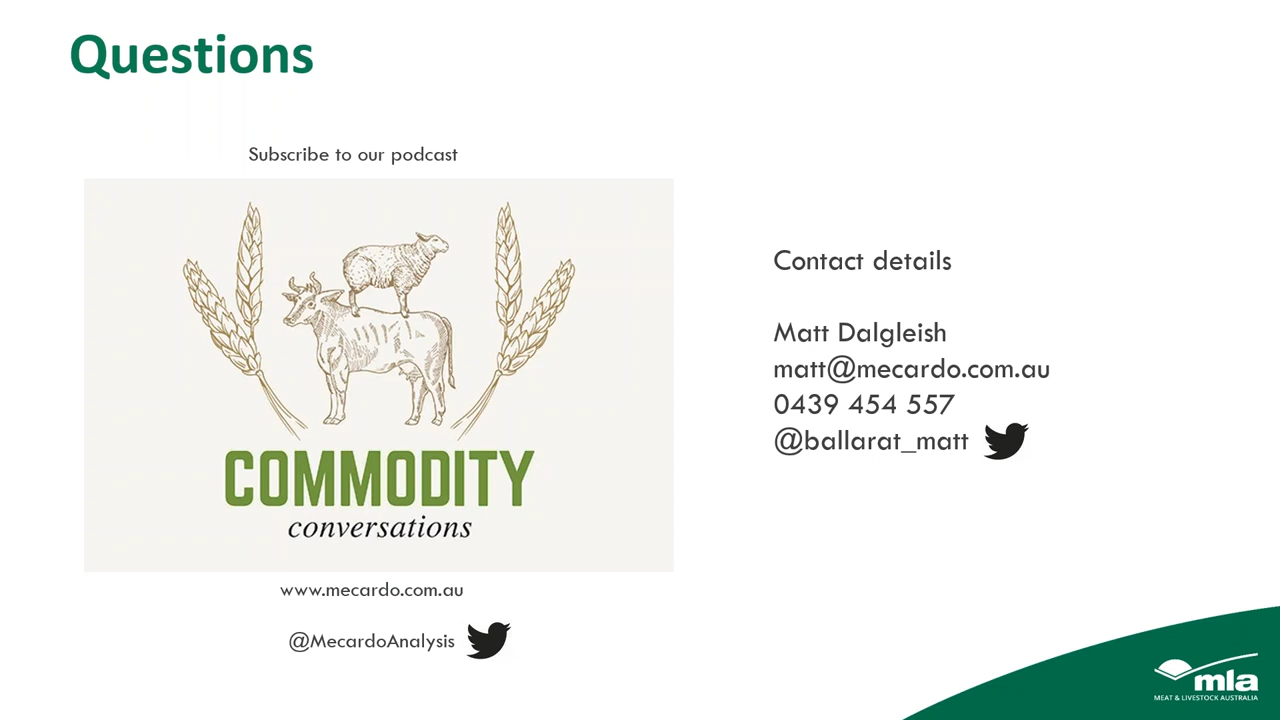 Questions
Subscribe to our podcast
COMMODITY
conversations
www.mecardo.com.au
@MecardoAnalysis
Contact details
Matt Dalgleish
matt@mecardo.com.au
0439 454 557
@ballarat_matt
mla
MEAT & LIVESTOCK AUSTRALIA